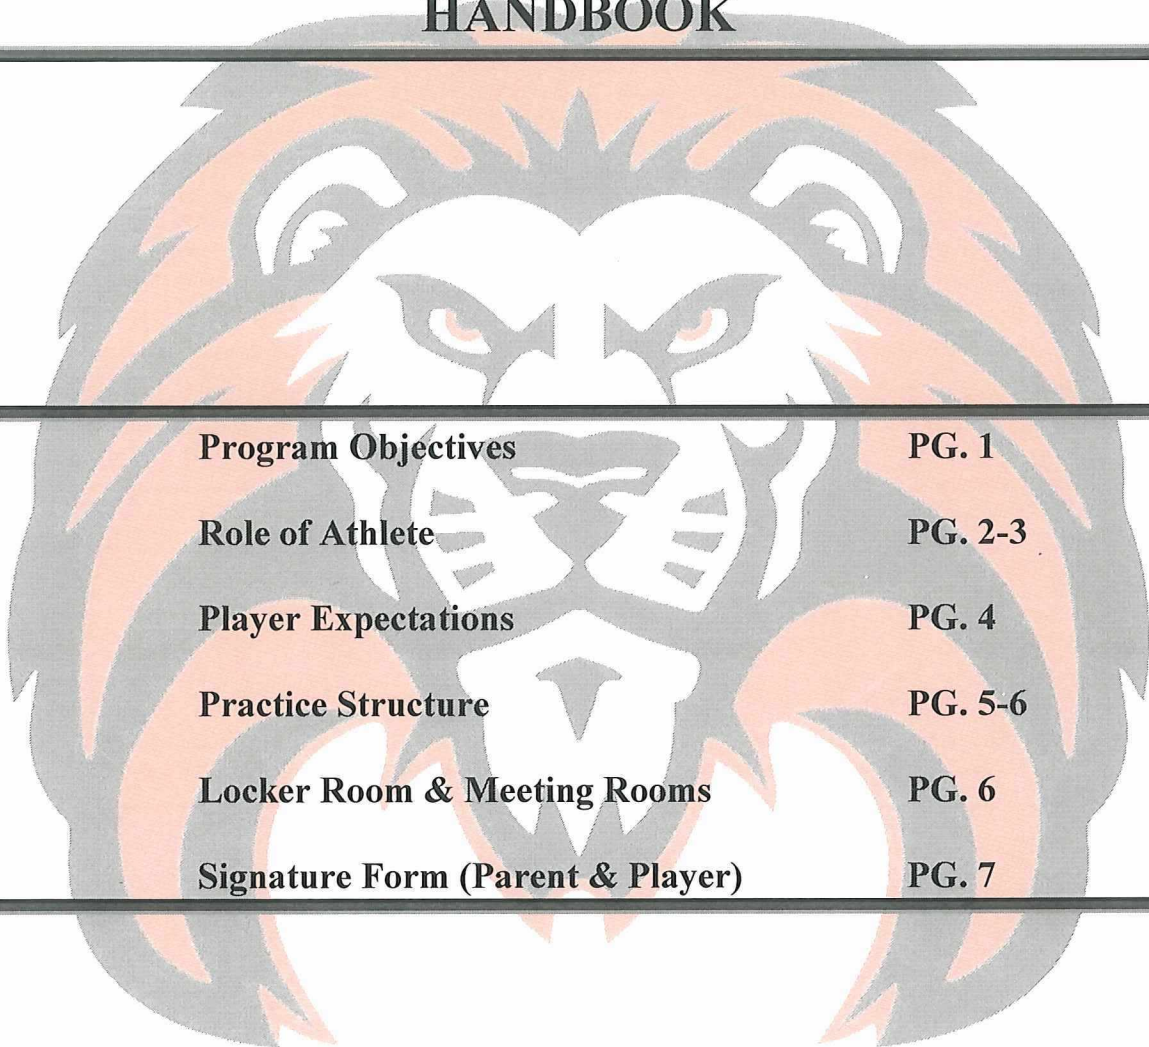 HANDBOOK
Program Objectives PG. 1
Role of Athlete PG. 2-3
Player Expectations PG. 4
Practice Structure PG. 5-6
Locker Room & Meeting Rooms PG. 6
Signature Form (Parent & Player) PG. 7